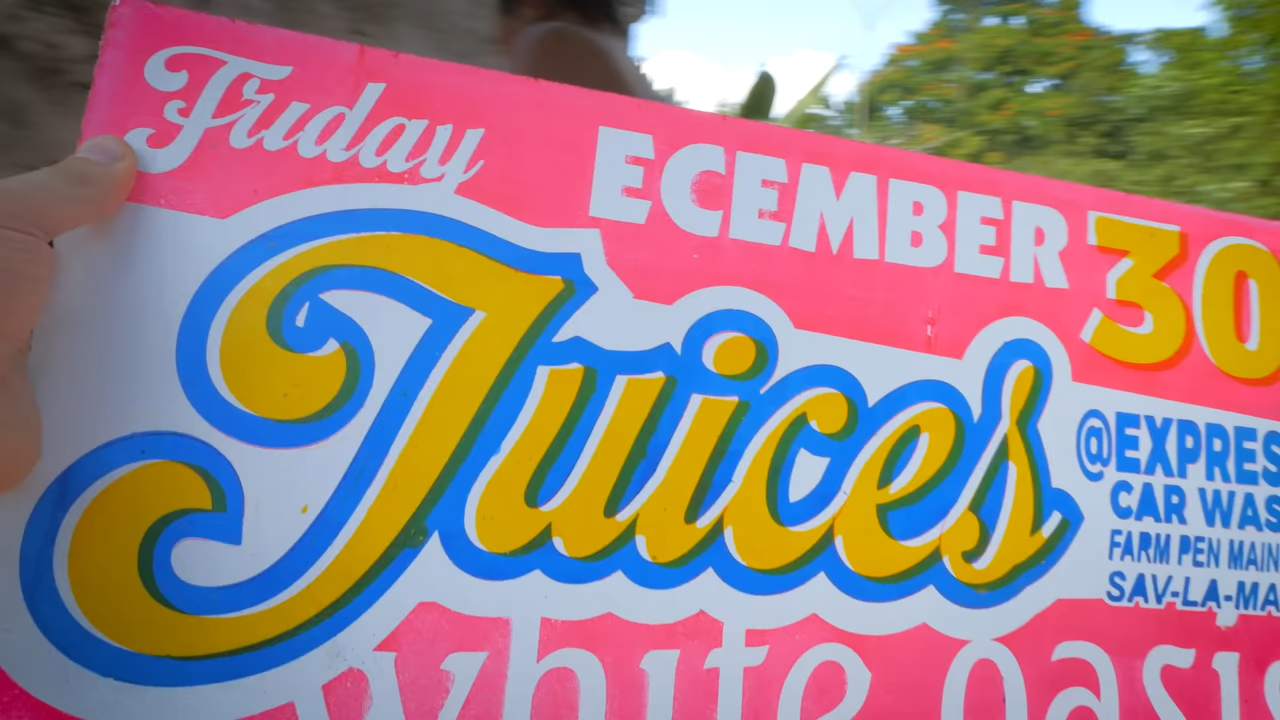 Friday
ECEMBER 30
Juices
@EXPRES
CAR WAS
FARM PEN MAIN
SAV-LA-MA
white oasis